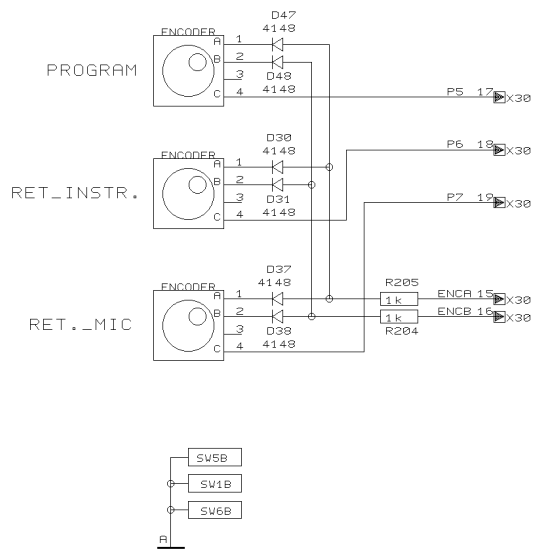 D47
4148
ENCODER
A 1
B 2
3
C 4
D48
4148
PROGRAM
P5 17 X30
D30
4148
P6 18 X30
ENCODER
A 1
B 2
3
C 4
D31
4148
RET_INSTR.
P7 19 X30
D37
4148
R205
ENCODER
A 1
1k
ENCA 15 X30
B 2
1k
ENCB 16 X30
RET._MIC
3
D38
R204
C 4
4148
SW5B
SW1B
SW6B
A